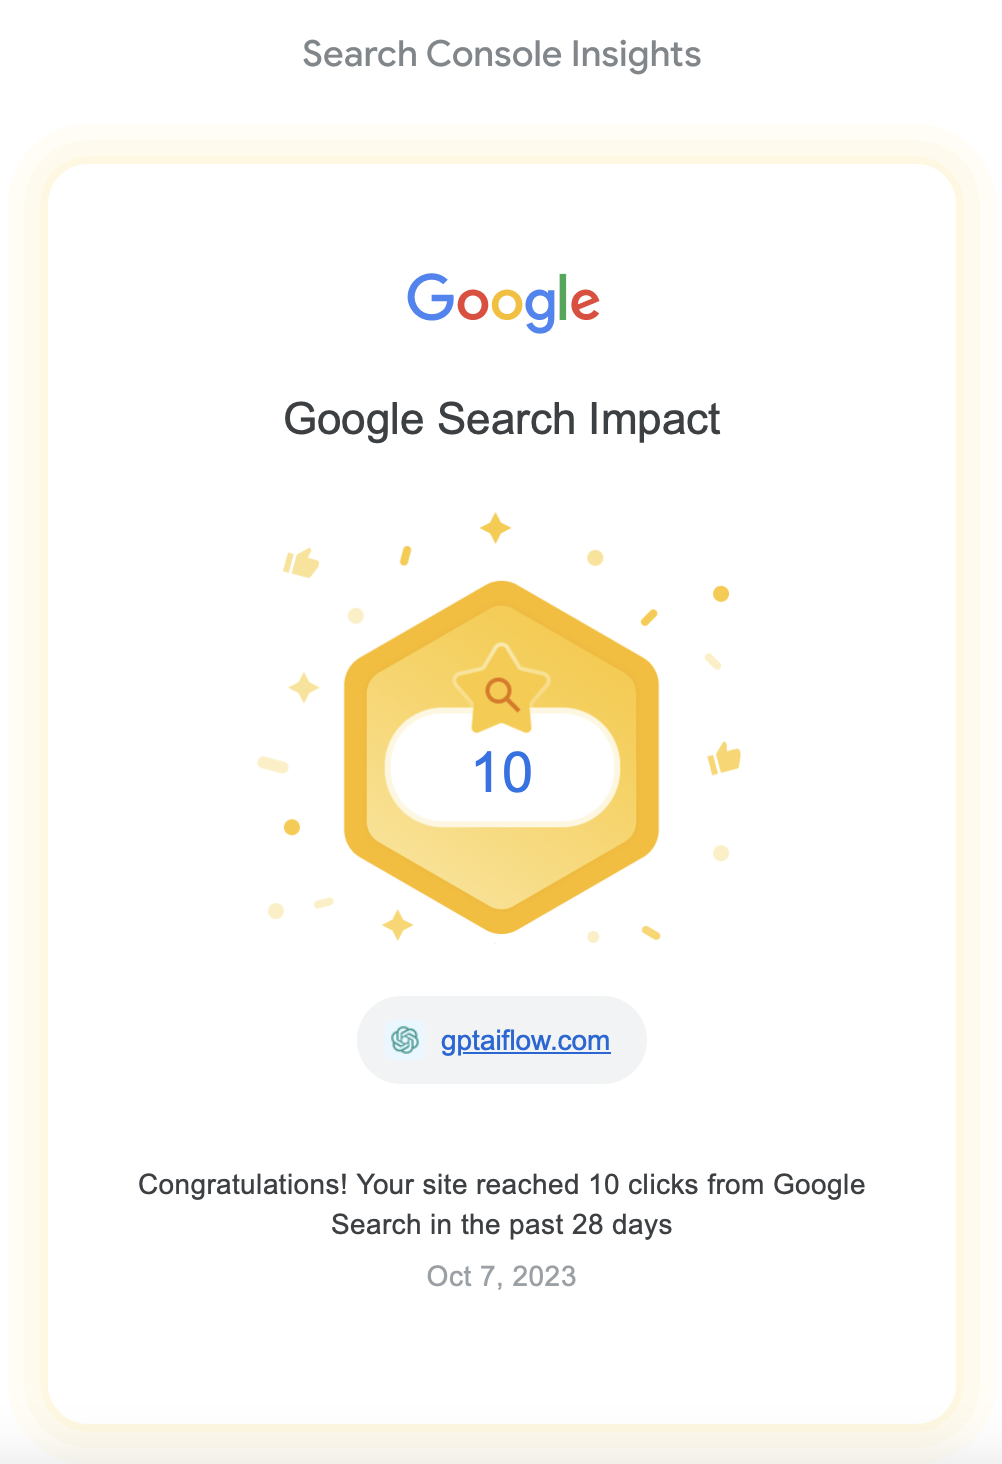 Search Console Insights
Google
Google Search Impact
10
gptaiflow.com
Congratulations! Your site reached 10 clicks from Google
Search in the past 28 days
Oct 7, 2023